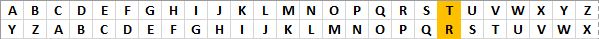 A B C D E F G H I J K L M N O P Q R S T U V W X Y Z
Y Z A B C D E F G H I J K L M N O P Q R S T U V W X